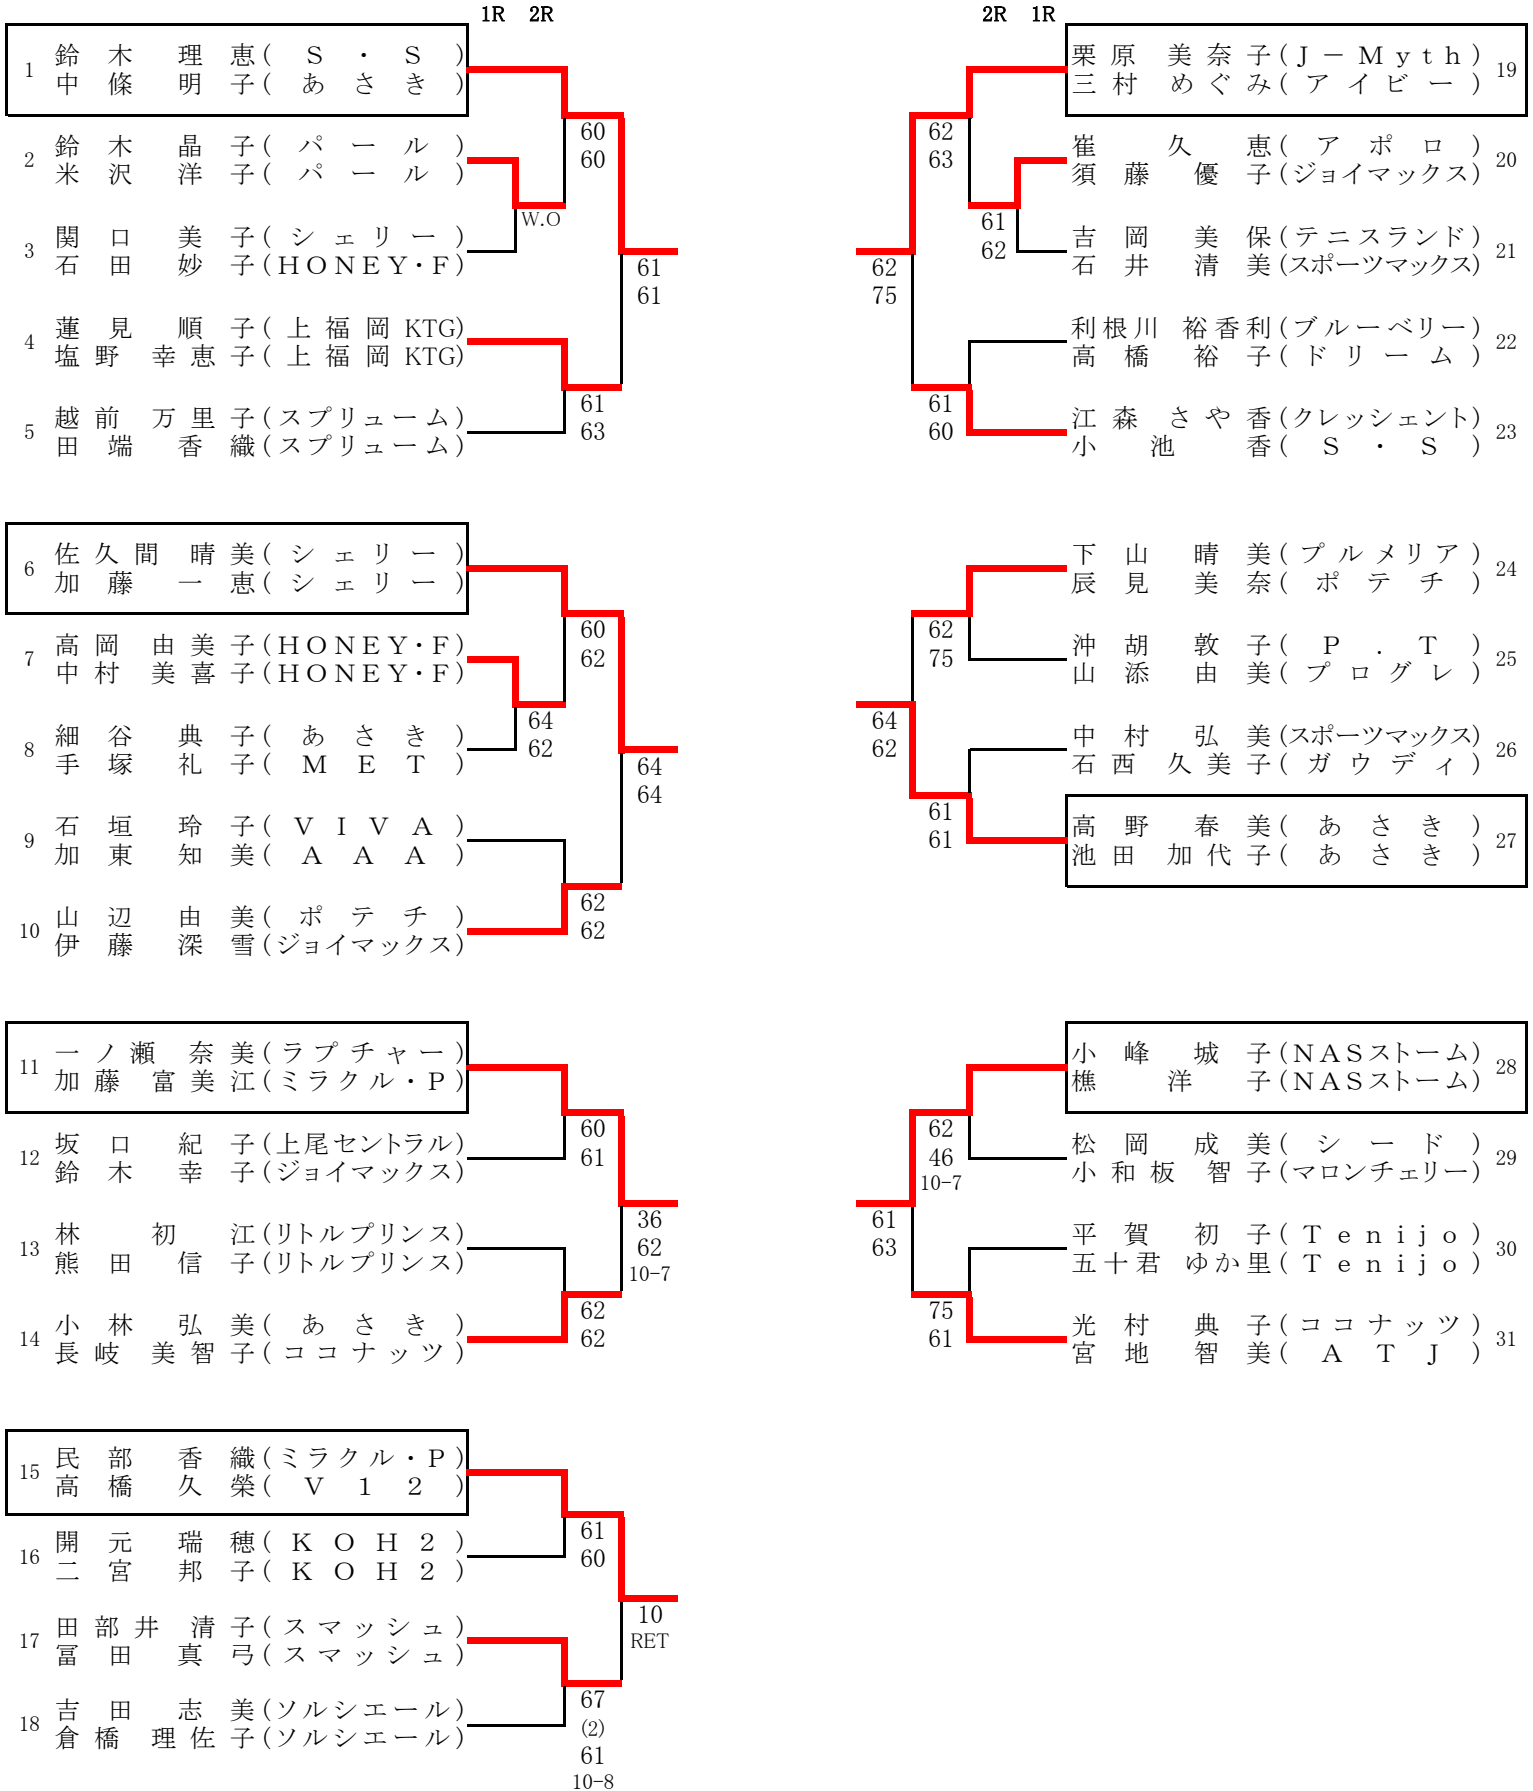 1R 2R
1 鈴木 理恵(S・S)
中條 明子(あさき)
60
60
2 鈴木 晶子(パール)
米沢 洋子(パール)
W.O
3 関口 美子(シェリー)
石田 妙子(HONEY・F)
61
61
4 蓮見 順子(上福岡KTG)
塩野 幸恵子(上福岡KTG)
61
63
5 越前 万里子(スプリューム)
田端 香織(スプリューム)
6 佐久間 晴美(シェリー)
加藤 一恵(シェリー)
60
62
7 高岡 由美子(HONEY・F)
中村 美喜子(HONEY・F)
64
62
8 細谷 典子(あさき)
手塚 礼子(MET)
64
64
9 石垣 玲子(VIVA)
加東 知美(AAA)
62
62
10 山辺 由美(ポテチ)
伊藤 深雪(ジョイマックス)
11 一ノ瀬 奈美(ラプチャー)
加藤 富美江(ミラクル・P)
60
61
12 坂口 紀子(上尾セントラル)
鈴木 幸子(ジョイマックス)
36
62
10-7
13 林 初江(リトルプリンス)
熊田 信子(リトルプリンス)
62
62
14 小林 弘美(あさき)
長岐 美智子(ココナッツ)
15 民部 香織(ミラクル・P)
高橋 久榮(V12)
61
60
16 開元 瑞穂(KOH2)
二宮 邦子(KOH2)
10
RET
17 田部井 清子(スマッシュ)
冨田 真弓(スマッシュ)
67
(2)
61
10-8
18 吉田 志美(ソルシエール)
倉橋 理佐子(ソルシエール)
2R 1R
栗原 美奈子(J-Myth) 19
三村 めぐみ(アイビー)
62
63
崔 久恵(アポロ) 20
須藤 優子(ジョイマックス)
61
62
吉岡 美保(テニスランド) 21
石井 清美(スポーツマックス)
62
75
利根川 裕香利(ブルーベリー) 22
高橋 裕子(ドリーム)
61
60
江森 さや香(クレッシェント) 23
小池 香(S・S)
下山 晴美(プルメリア) 24
辰見 美奈(ポテチ)
62
75
沖胡 敦子(P.T) 25
山添 由美(プログレ)
64
62
中村 弘美(スポーツマックス) 26
石西 久美子(ガウディ)
61
61
高野 春美(あさき) 27
池田 加代子(あさき)
小峰 城子(NASストーム) 28
樵 洋子(NASストーム)
62
46
10-7
松岡 成美(シード) 29
小和板 智子(マロンチェリー)
61
63
平賀 初子(Tenijo) 30
五十君 ゆか里(Tenijo)
75
61
光村 典子(ココナッツ) 31
宮地 智美(ATJ)